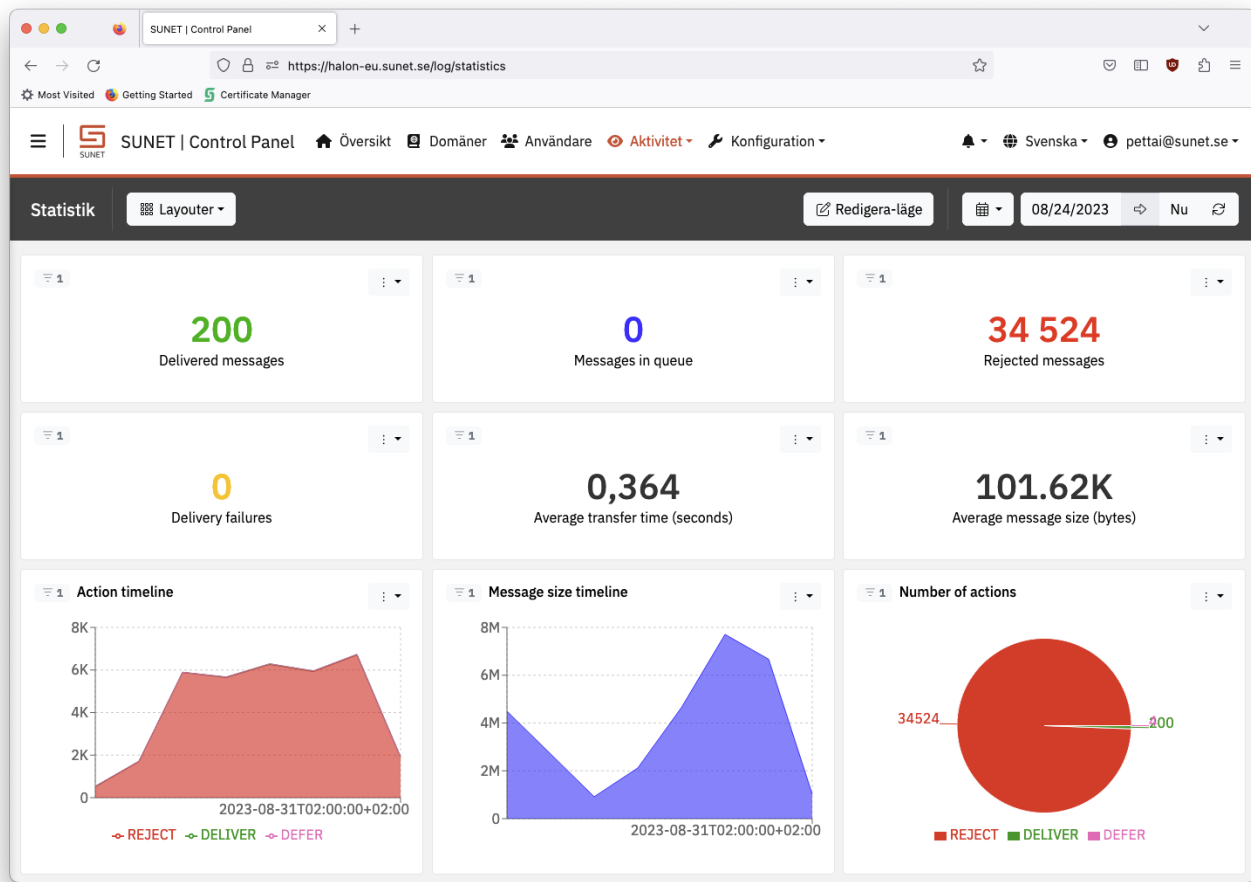 SUNET | Control Panel
https://halon-eu.sunet.se/log/statistics
Most Visited Getting Started Certificate Manager
SUNET SUNET | Control Panel Översikt Domäner Användare Aktivitet Konfiguration Svenska pettai@sunet.se
Statistik Layouter Redigera-läge 08/24/2023 Nu
1
200
Delivered messages
1
0
Messages in queue
1
34 524
Rejected messages
1
0
Delivery failures
1
0,364
Average transfer time (seconds)
1
101.62K
Average message size (bytes)
1 Action timeline
8K
6K
4K
2K
0
2023-08-31T02:00:00+02:00
REJECT DELIVER DEFER
1 Message size timeline
8M
6M
4M
2M
0
2023-08-31T02:00:00+02:00
1 Number of actions
34524
200
REJECT DELIVER DEFER